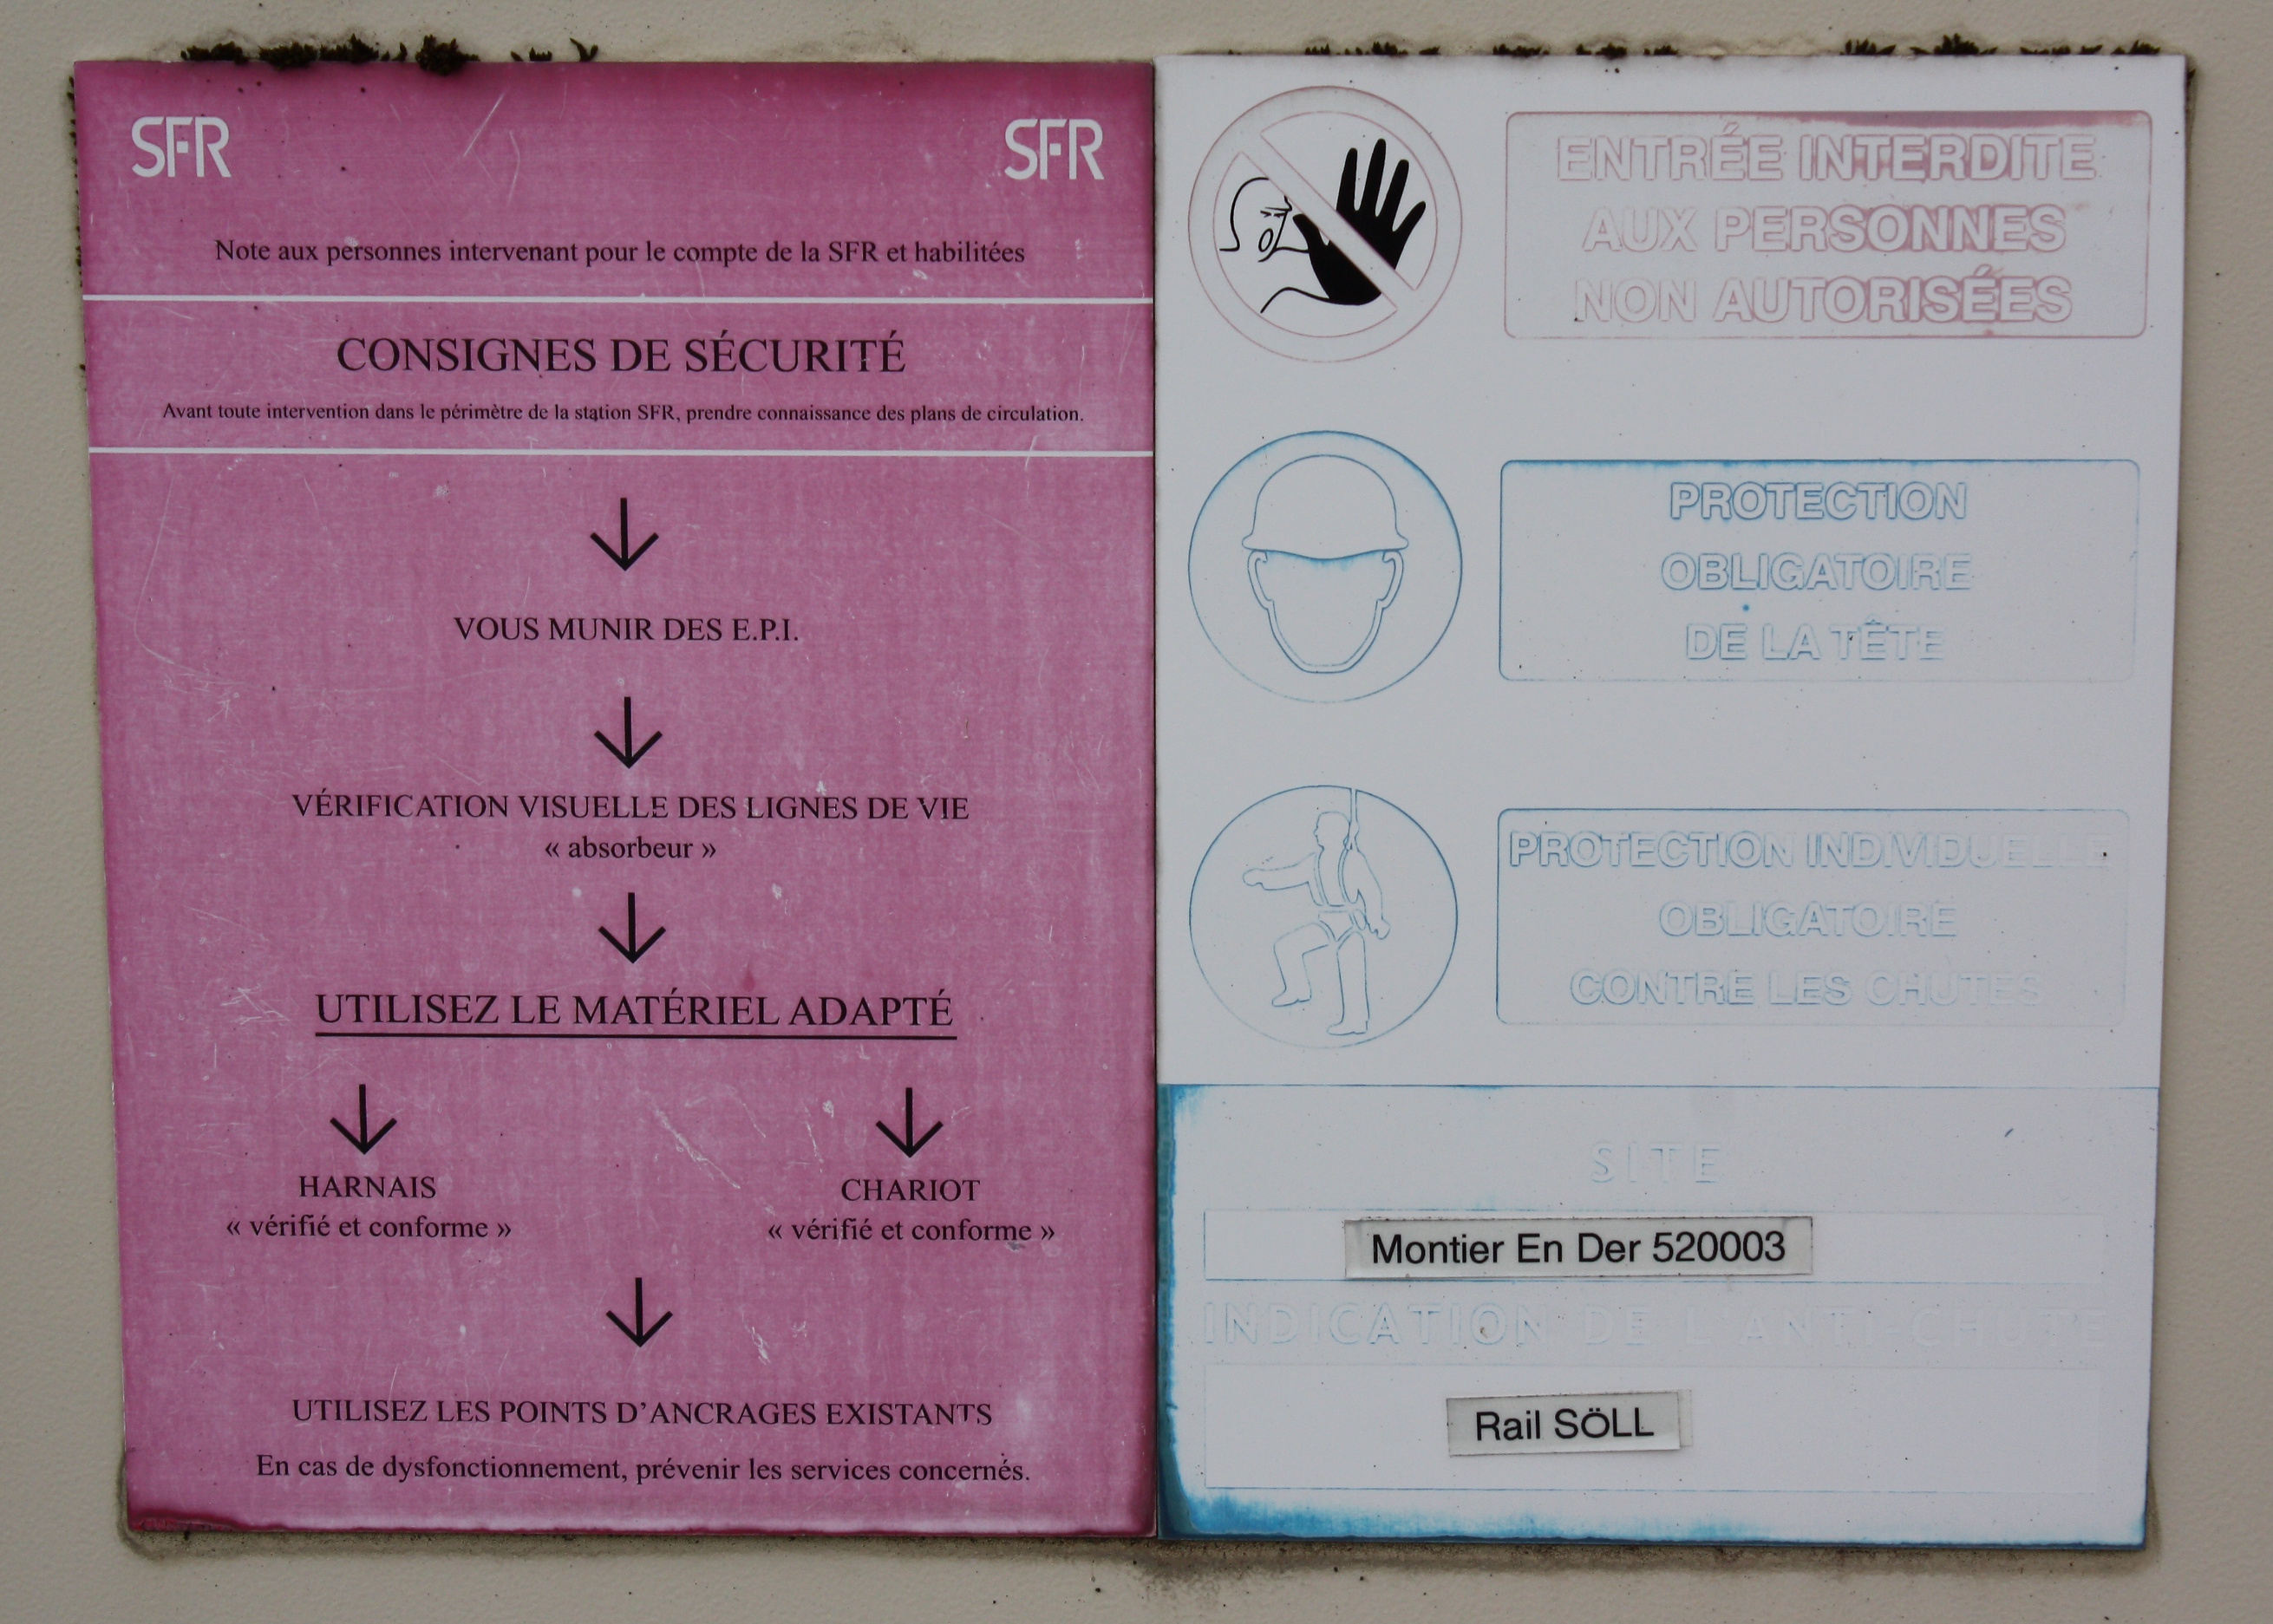 SFR SFR
Note aux personnes intervenant pour le compte de la SFR et habilitées
CONSIGNES DE SÉCURITÉ
Avant toute intervention dans le périmètre de la station SFR, prendre connaissance des plans de circulation.
VOUS MUNIR DES E.P.I.
VÉRIFICATION VISUELLE DES LIGNES DE VIE
« absorbeur »
UTILISEZ LE MATÉRIEL ADAPTÉ
HARNAIS
« vérifié et conforme »
CHARIOT
« vérifié et conforme »
UTILISEZ LES POINTS D'ANCRAGES EXISTANTS
En cas de dysfonctionnement, prévenir les services concernés.
ENTRÉE INTERDITE
AUX PERSONNES
NON AUTORISÉES
PROTECTION
OBLIGATOIRE
DE LA TÊTE
PROTECTION INDIVIDUELLE
OBLIGATOIRE
CONTRE LES CHUTES
SITE
Montier En Der 520003
INDICATION DE L'ANTI-CHUTE
Rail SÖLL